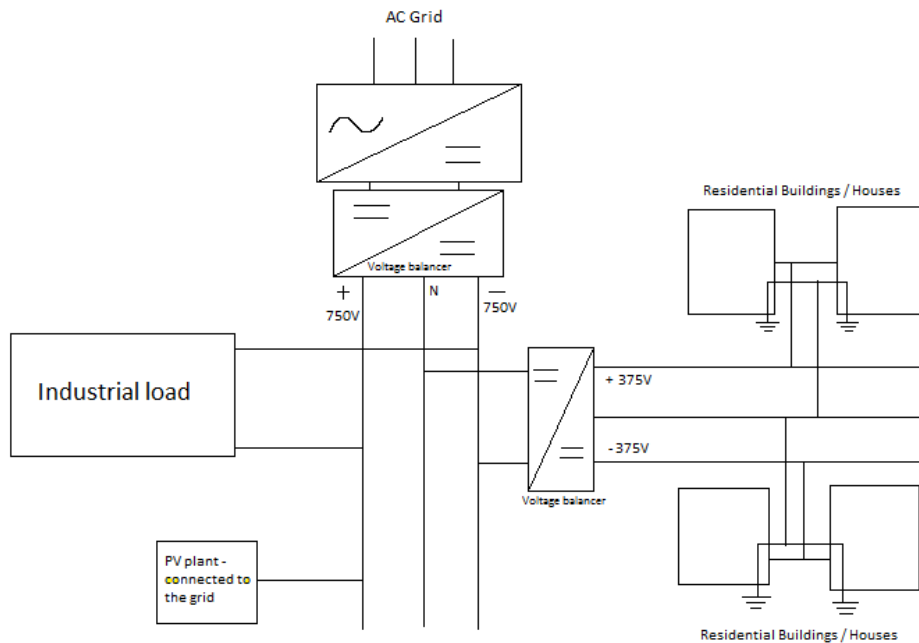 AC Grid
Residential Buildings / Houses
Voltage balancer
+
N
—
750V
750V
Industrial load
+ 375V
- 375V
Voltage balancer
PV plant -
connected to
the grid
Residential Buildings / Houses